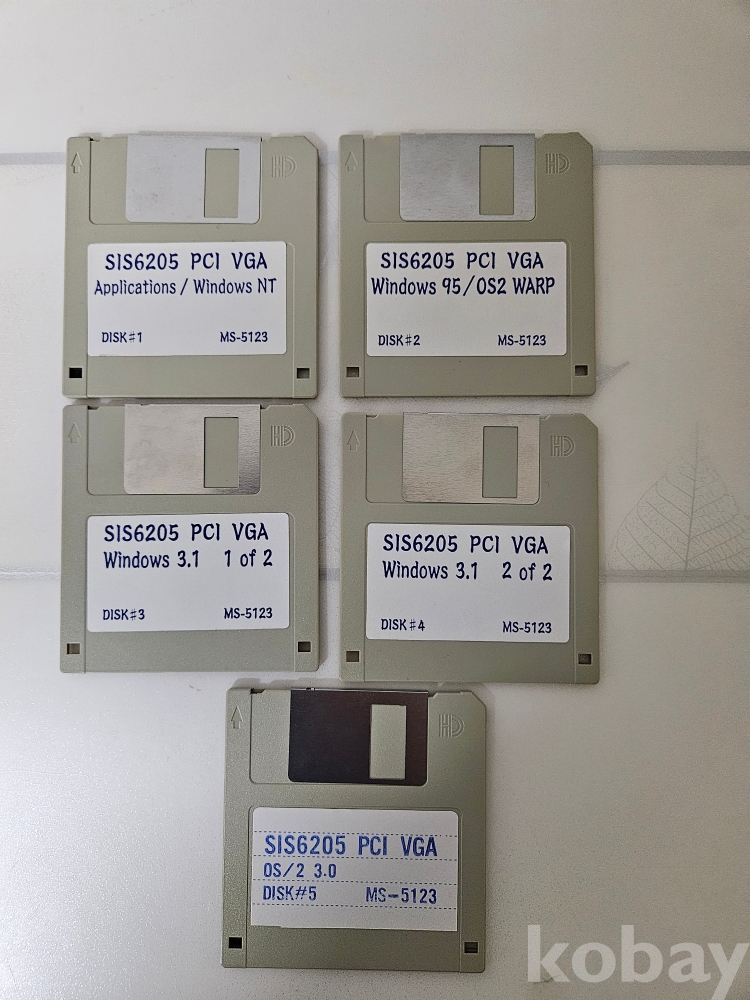 HD
SIS6205 PCI VGA
Applications / Windows NT
DISK#1 MS-5123
HD
SIS6205 PCI VGA
Windows 95/OS2 WARP
DISK#2 MS-5123
HD
SIS6205 PCI VGA
Windows 3.1 1 of 2
DISK#3 MS-5123
HD
SIS6205 PCI VGA
Windows 3.1 2 of 2
DISK#4 MS-5123
HD
SIS6205 PCI VGA
OS/2 3.0
DISK#5 MS-5123
kobay